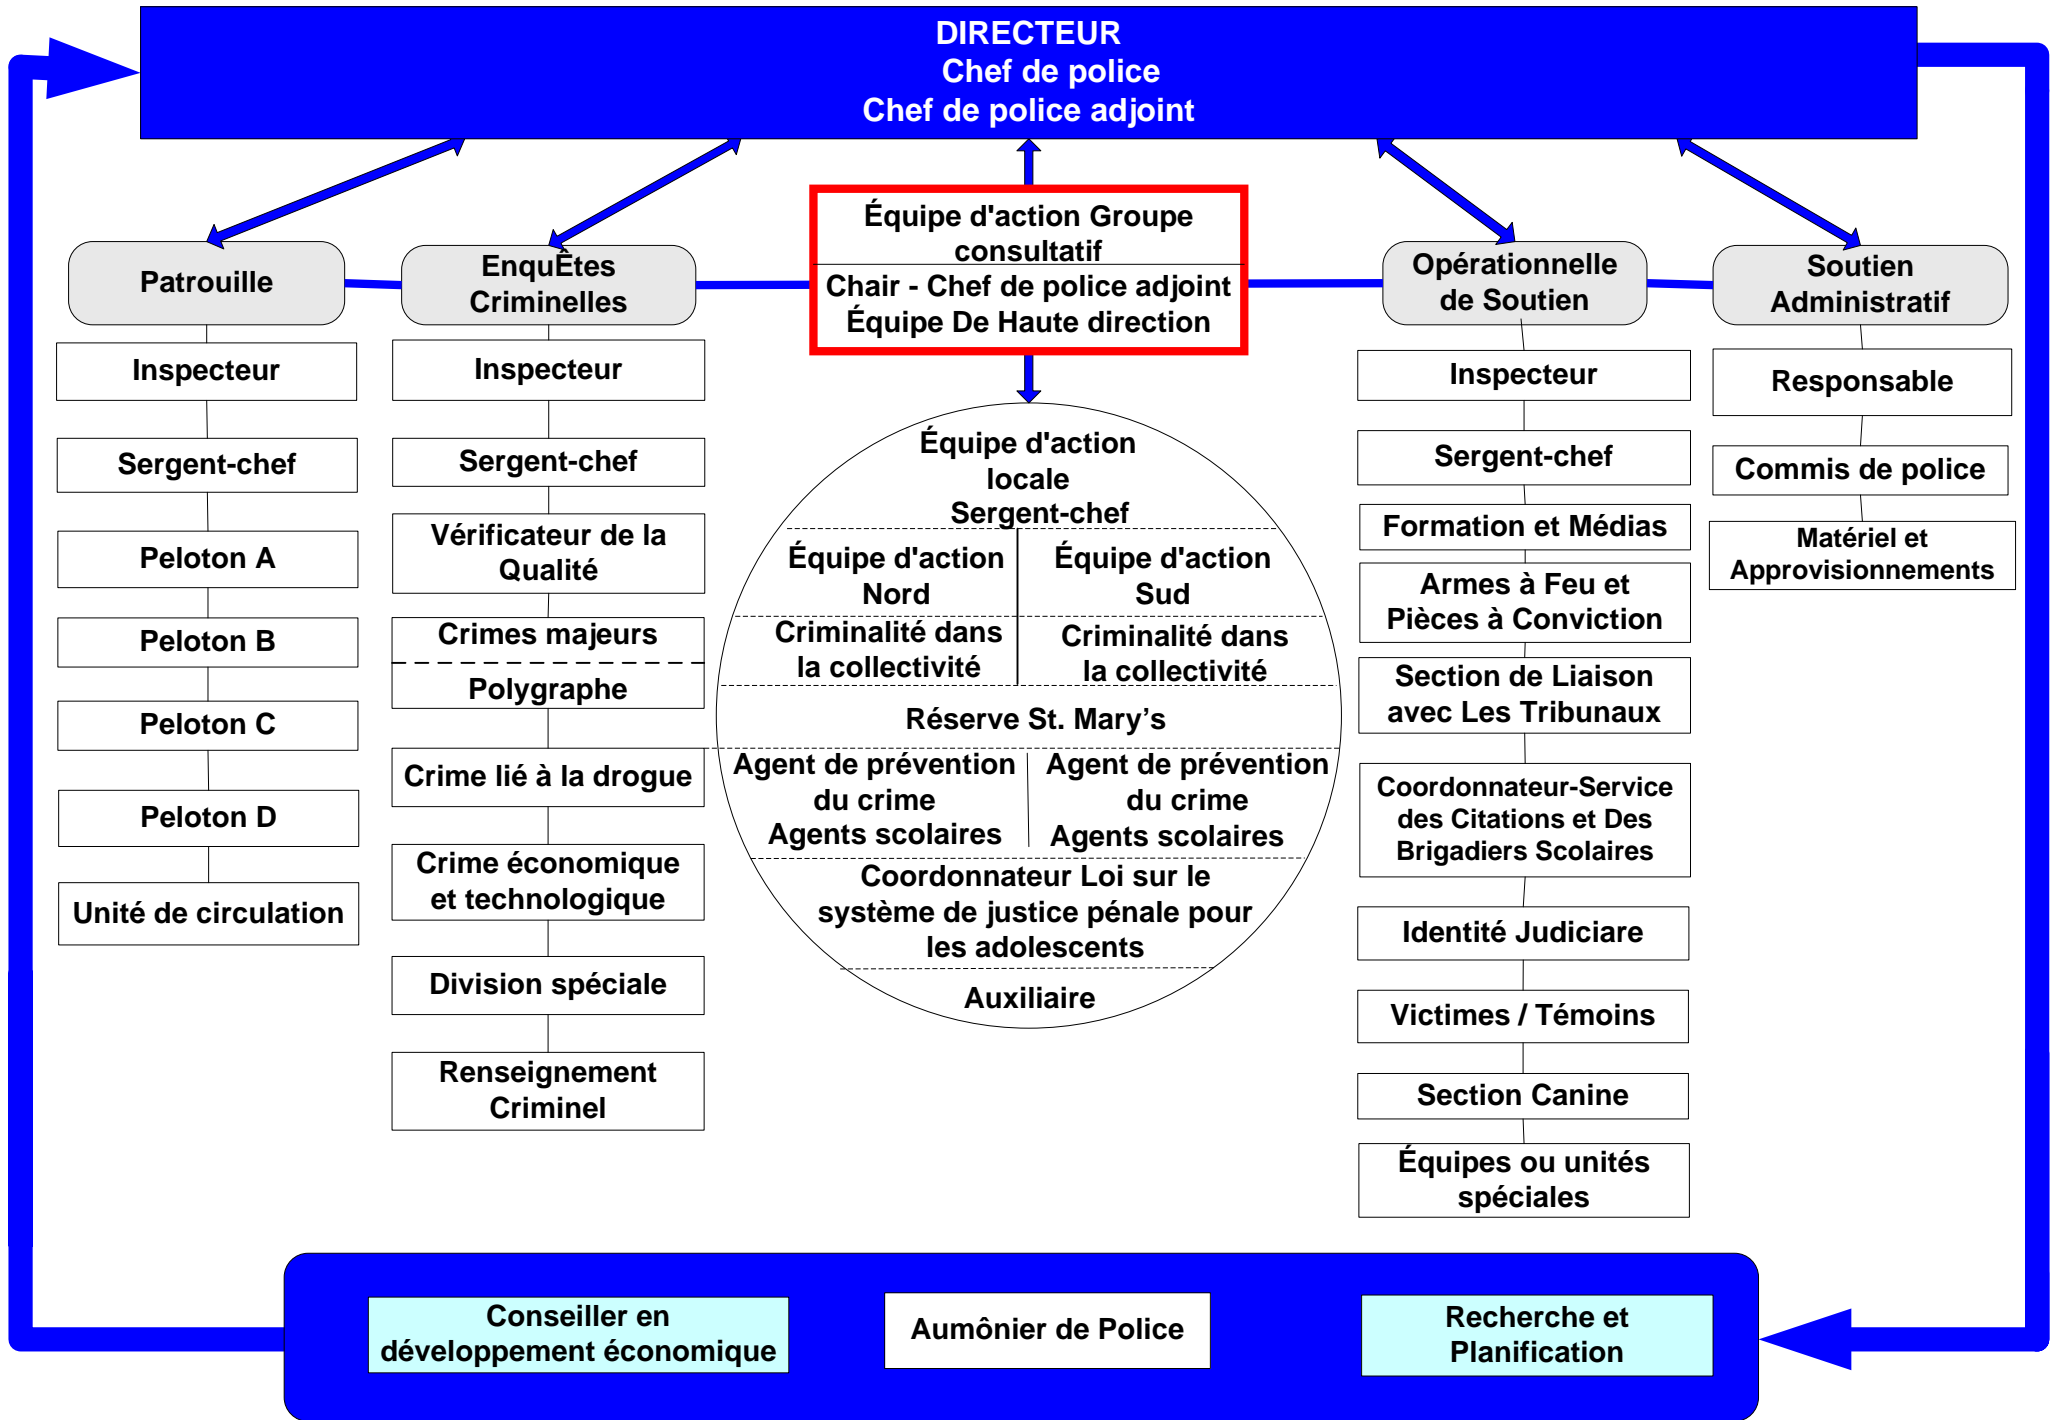 DIRECTEUR
Chef de police
Chef de police adjoint
Patrouille
Inspecteur
Sergent-chef
Peloton A
Peloton B
Peloton C
Peloton D
Unité de circulation
EnquÊtes
Criminelles
Inspecteur
Sergent-chef
Vérificateur de la
Qualité
Crimes majeurs
Polygraphe
Crime lié à la drogue
Crime économique
et technologique
Division spéciale
Renseignement
Criminel
Équipe d'action Groupe
consultatif
Chair - Chef de police adjoint
Équipe De Haute direction
Équipe d'action
locale
Sergent-chef
Équipe d'action
Nord
Équipe d'action
Sud
Criminalité dans
la collectivité
Criminalité dans
la collectivité
Réserve St. Mary’s
Agent de prévention
du crime
Agents scolaires
Agent de prévention
du crime
Agents scolaires
Coordonnateur Loi sur le
système de justice pénale pour
les adolescents
Auxiliaire
Opérationnelle
de Soutien
Inspecteur
Sergent-chef
Formation et Médias
Armes à Feu et
Pièces à Conviction
Section de Liaison
avec Les Tribunaux
Coordonnateur-Service
des Citations et Des
Brigadiers Scolaires
Identité Judiciare
Victimes / Témoins
Section Canine
Équipes ou unités
spéciales
Soutien
Administratif
Responsable
Commis de police
Matériel et
Approvisionnements
Conseiller en
développement économique
Aumônier de Police
Recherche et
Planification